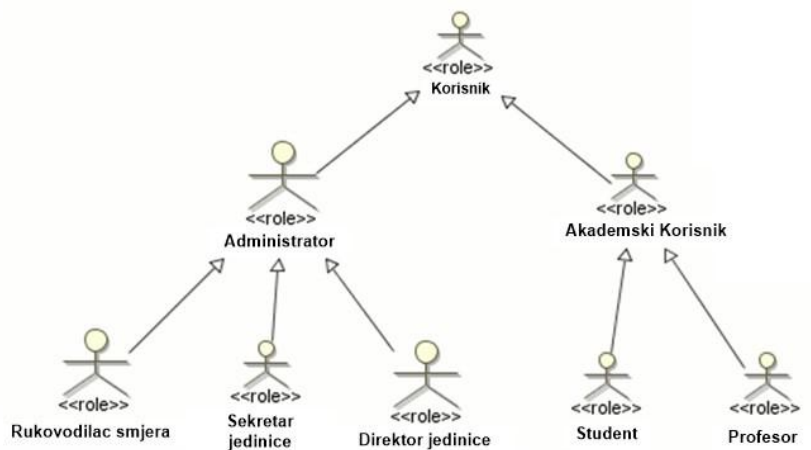 <<role>>
Korisnik
<<role>>
Administrator
<<role>>
Akademski Korisnik
<<role>>
Rukovodilac smjera
<<role>>
Sekretar
jedinice
<<role>>
Direktor jedinice
<<role>>
Student
<<role>>
Profesor